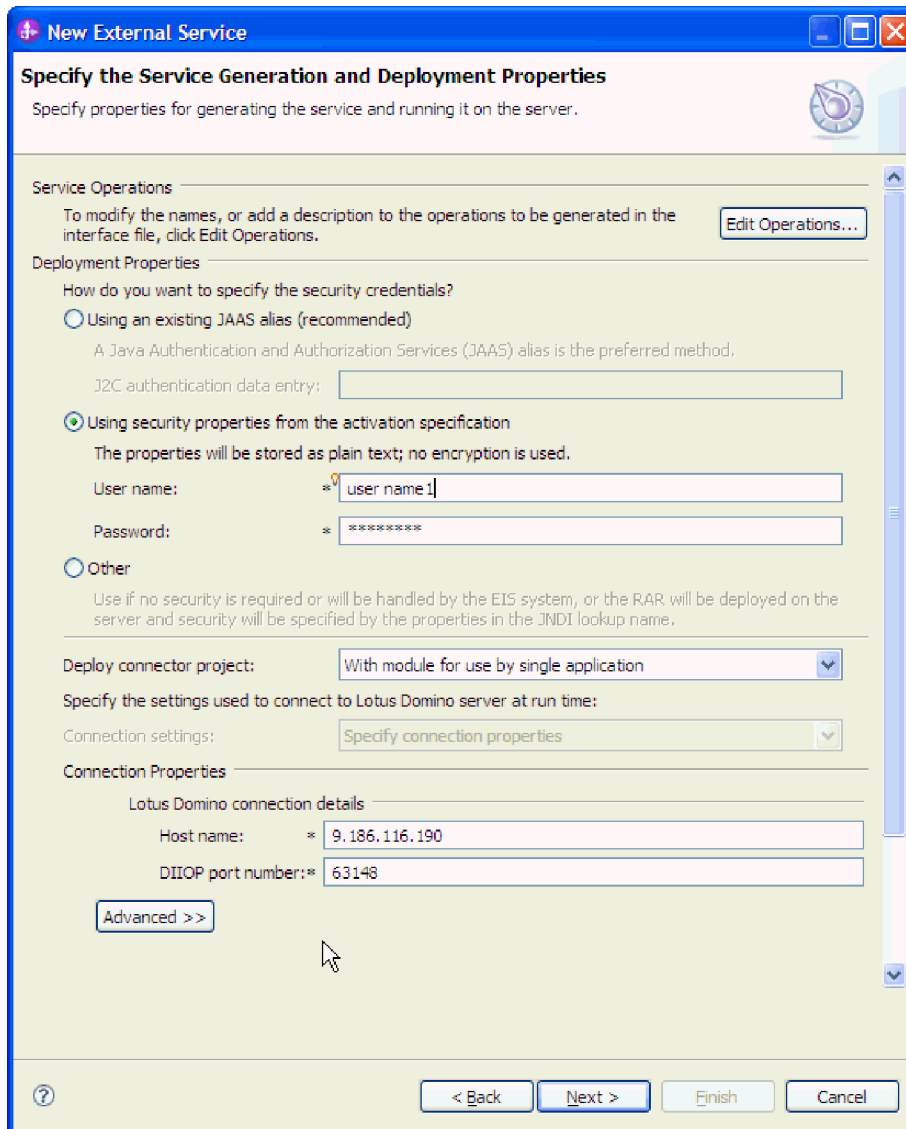 New External Service
Specify the Service Generation and Deployment Properties
Specify properties for generating the service and running it on the server.
Service Operations
To modify the names, or add a description to the operations to be generated in the
interface file, click Edit Operations.
Edit Operations...
Deployment Properties
How do you want to specify the security credentials?
Using an existing JAAS alias (recommended)
A Java Authentication and Authorization Services (JAAS) alias is the preferred method.
J2C authentication data entry:
Using security properties from the activation specification
The properties will be stored as plain text; no encryption is used.
User name: * user name1
Password: * ********
Other
Use if no security is required or will be handled by the EIS system, or the RAR will be deployed on the
server and security will be specified by the properties in the JNDI lookup name.
Deploy connector project: With module for use by single application
Specify the settings used to connect to Lotus Domino server at run time:
Connection settings: Specify connection properties
Connection Properties
Lotus Domino connection details
Host name: * 9.186.116.190
DIIOP port number:* 63148
Advanced >>
? < Back Next > Finish Cancel